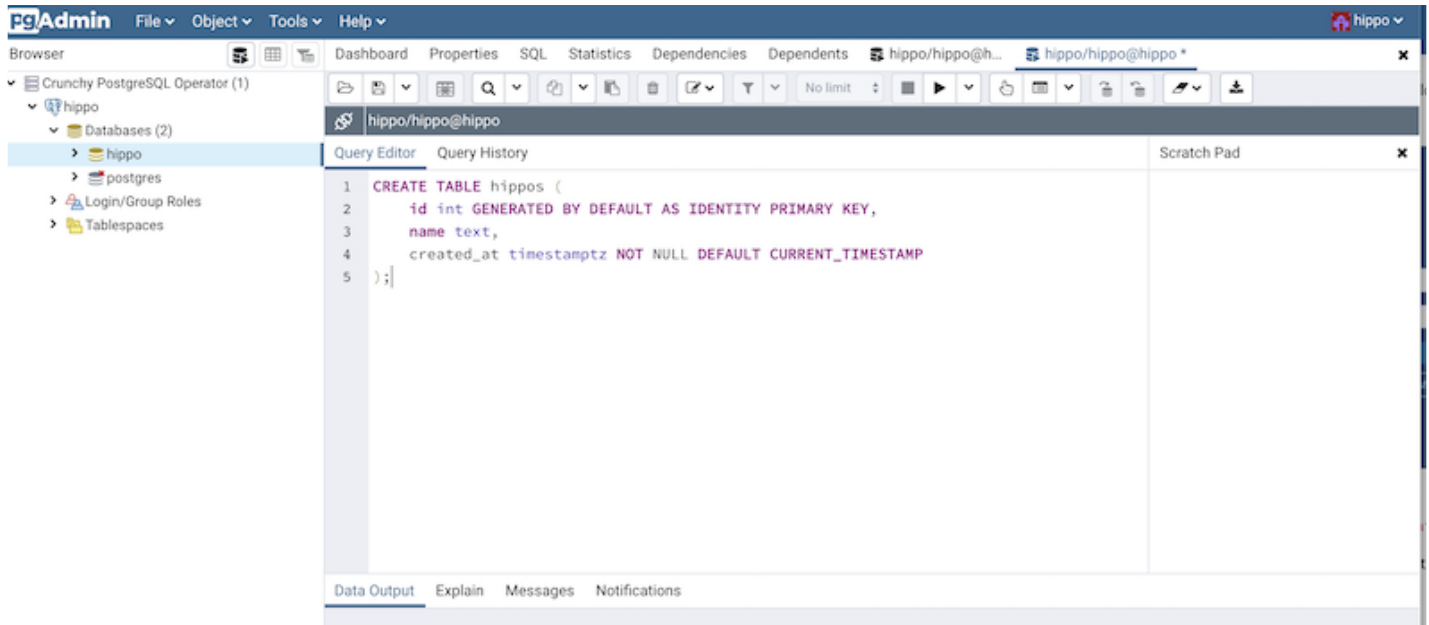 pgAdmin File Object Tools Help hippo
Browser Dashboard Properties SQL Statistics Dependencies Dependents hippo/hippo@h... hippo/hippo@hippo *
Crunchy PostgreSQL Operator (1)
hippo
Databases (2)
hippo
postgres
Login/Group Roles
Tablespaces
No limit
hippo/hippo@hippo
Query Editor Query History Scratch Pad
1 CREATE TABLE hippos (
2 id int GENERATED BY DEFAULT AS IDENTITY PRIMARY KEY,
3 name text,
4 created_at timestamptz NOT NULL DEFAULT CURRENT_TIMESTAMP
5 );
Data Output Explain Messages Notifications